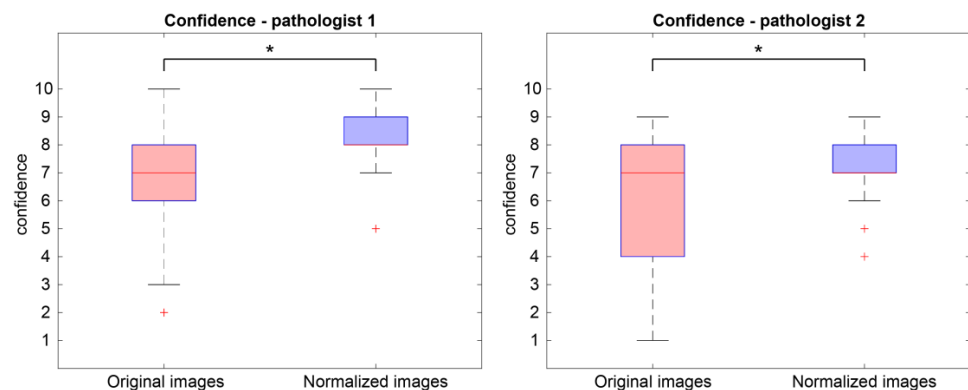 Confidence - pathologist 1
*
10
9
8
7
6
5
4
3
2
1
confidence
Original images
Normalized images
Confidence - pathologist 2
*
10
9
8
7
6
5
4
3
2
1
confidence
Original images
Normalized images